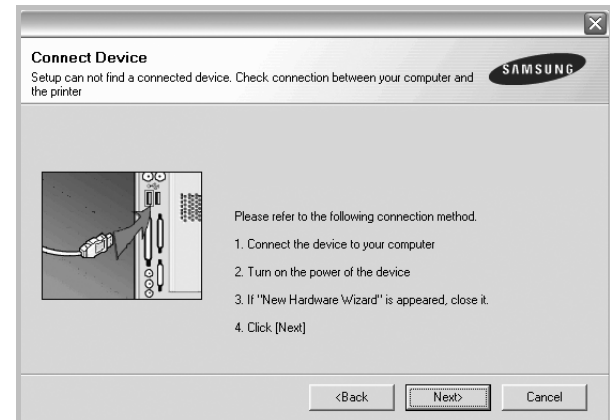 Connect Device
Setup can not find a connected device. Check connection between your computer and
the printer
SAMSUNG
Please refer to the following connection method.
1. Connect the device to your computer
2. Turn on the power of the device
3. If "New Hardware Wizard" is appeared, close it.
4. Click [Next]
<Back
Next>
Cancel